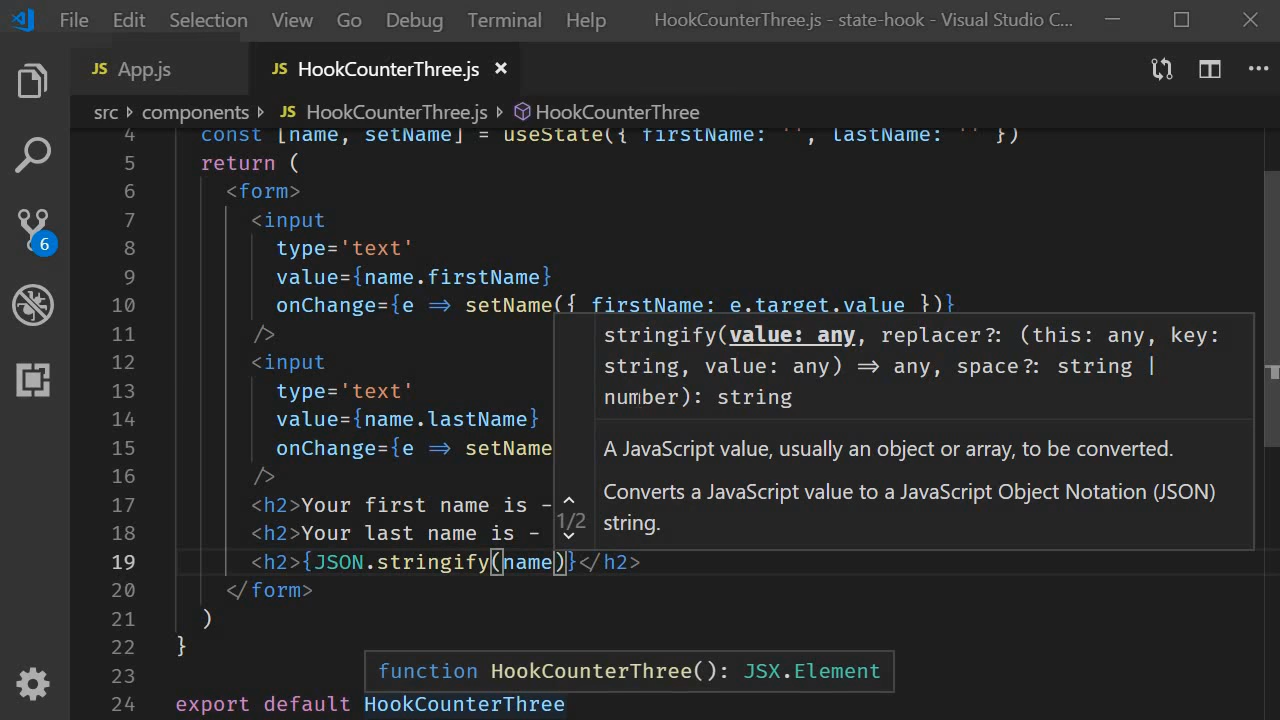 File Edit Selection View Go Debug Terminal Help HookCounterThree.js - state-hook - Visual Studio C...
JS App.js JS HookCounterThree.js ×
src › components › JS HookCounterThree.js › HookCounterThree
4 const [name, setName] = useState({ firstName: '', lastName: '' })
5 return (
6 <form>
7 <input
8 type='text'
9 value={name.firstName}
10 onChange={e => setName({ firstName: e.target.value })}
11 />
12 <input
13 type='text'
14 value={name.lastName}
15 onChange={e => setName
16 />
17 <h2>Your first name is -
18 <h2>Your last name is -
19 <h2>{JSON.stringify(name)}</h2>
20 </form>
21 )
22 }
23
24 export default HookCounterThree
stringify(value: any, replacer?: (this: any, key:
string, value: any) => any, space?: string |
number): string
A JavaScript value, usually an object or array, to be converted.
Converts a JavaScript value to a JavaScript Object Notation (JSON)
string.
1/2
function HookCounterThree(): JSX.Element
6